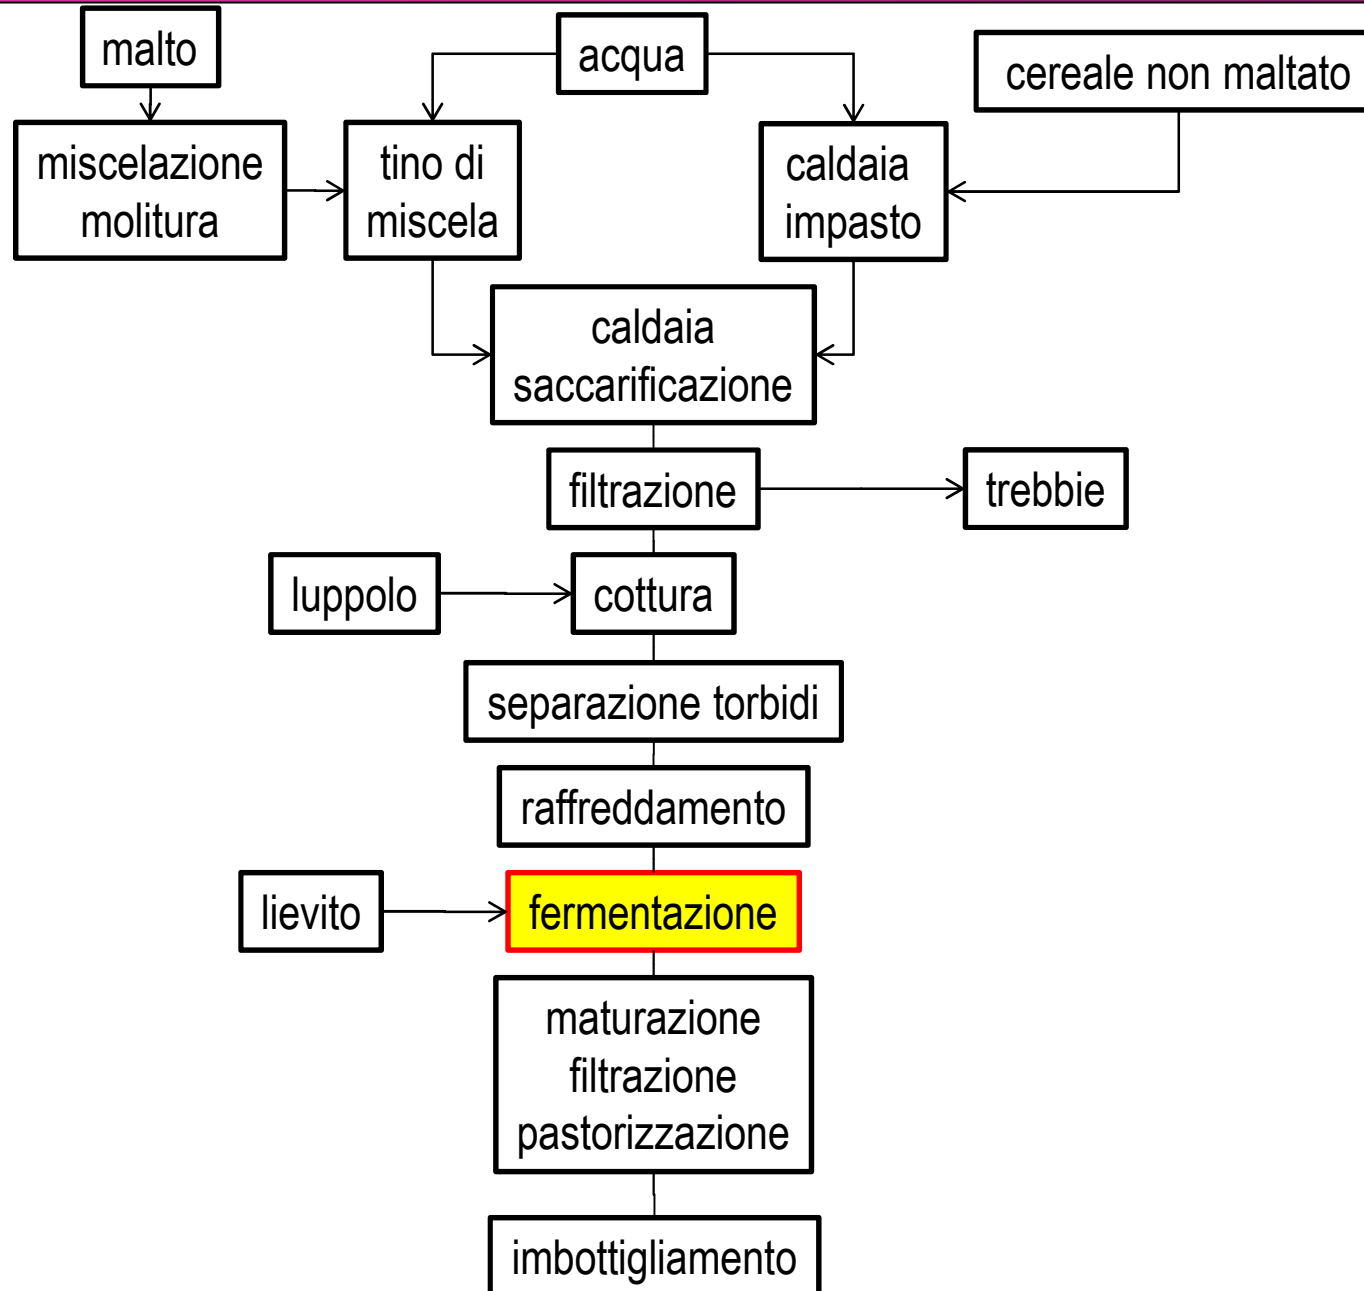 malto
acqua
cereale non maltato
miscelazione
molitura
tino di
miscela
caldaia
impasto
caldaia
saccarificazione
filtrazione
trebbie
luppolo
cottura
separazione torbidi
raffreddamento
lievito
fermentazione
maturazione
filtrazione
pastorizzazione
imbottigliamento